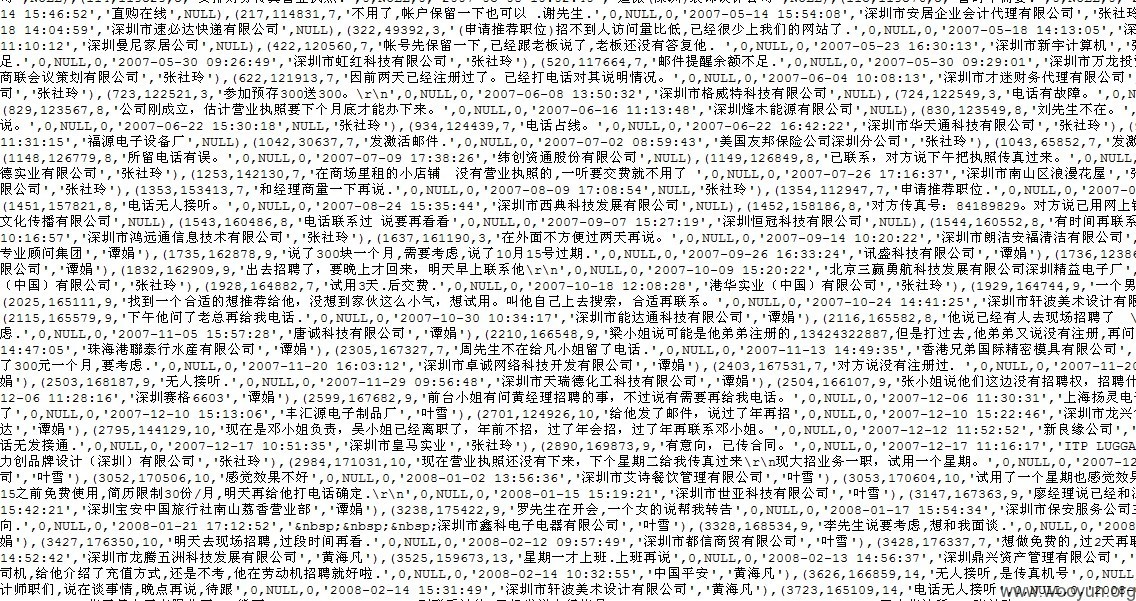 14 15:46:52','直购在线',NULL),(217,114831,7,'不用了,帐户保留一下也可以 .谢先生.',0,NULL,'2007-05-14 15:54:08','深圳市安居企业会计代理有限公司','张社玲
18 14:04:59','深圳市速必达快递有限公司',NULL),(322,49392,3,'(申请推荐职位)招不到人访问量比低,已经很少上我们的网站了.',0,NULL,'2007-05-18 14:13:05','深圳
11:10:12','深圳曼尼家居公司',NULL),(422,120560,7,'帐号先保留一下,已经跟老板说了,老板还没有答复他. ',0,NULL,'2007-05-23 16:30:13','深圳市新宇计算机','张
足.',0,NULL,'2007-05-30 09:26:49','深圳市虹红科技有限公司','张社玲'),(520,117664,7,'邮件提醒余额不足.',0,NULL,'2007-05-30 09:29:01','深圳市万龙投
商联会议策划有限公司','张社玲'),(622,121913,7,'因前两天已经注册过了。已经打电话对其说明情况。',0,NULL,'2007-06-04 10:08:13','深圳市才迷财务代理有限公司
司','张社玲'),(723,122521,3,'参加预存300送300。\r\n',0,NULL,'2007-06-08 13:50:32','深圳市格威特科技有限公司','张社玲'),(724,122549,3,'电话有故障。',0,NULL,
(829,123567,8,'公司刚成立，估计营业执照要下个月底才能办下来。',0,NULL,'2007-06-16 11:13:48','深圳烽木能源有限公司','张社玲'),(830,123549,8,'刘先生不在。',0,
说。',0,NULL,'2007-06-22 15:30:18',NULL,'张社玲'),(934,124439,7,'电话占线。',0,NULL,'2007-06-22 16:42:22','深圳市华天通科技有限公司','张社玲'),(9
11:31:15','福源电子设备厂',NULL),(1042,30637,7,'发激活邮件.',0,NULL,'2007-07-02 08:59:43','美国友邦保险公司深圳分公司','张社玲'),(1043,65852,7,'发
(1148,126779,8,'所留电话有误。',0,NULL,'2007-07-09 17:38:26','纬创资通股份有限公司',NULL),(1149,126849,8,'已联系，对方说下午把执照传真过来。',0,NULL,
德实业有限公司','张社玲'),(1253,142130,7,'在商场里租的小店铺  没有营业执照的,一听要交费就不用了 ',0,NULL,'2007-07-26 17:16:37','深圳市南山区浪漫花屋','张
限公司','张社玲'),(1353,153413,7,'和经理商量一下再说.',0,NULL,'2007-08-09 17:08:54',NULL,'张社玲'),(1354,112947,7,'申请推荐职位.',0,NULL,'2007-0
(1451,157821,8,'电话无人接听。',0,NULL,'2007-08-24 15:35:44','深圳市西典科技发展有限公司',NULL),(1452,158186,8,'对方传真号：84189829。对方说已用网上
文化传播有限公司',NULL),(1543,160486,8,'电话联系过 说要再看看',0,NULL,'2007-09-07 15:27:19','深圳恒冠科技有限公司',NULL),(1544,160552,8,'有时间再联系
10:16:57','深圳市鸿远通信息技术有限公司','张社玲'),(1637,161190,3,'在外面不方便过两天再说。',0,NULL,'2007-09-14 10:20:22','深圳市朗洁安福清洁有限公司'
专业顾问集团','谭娟'),(1735,162878,9,'说了300块一个月,需要考虑,说了10月15号过期.',0,NULL,'2007-09-26 16:33:24','讯盛科技有限公司','谭娟'),(1736,12386
限公司','谭娟'),(1832,162909,9,'出去招聘了,要晚上才回来,明天早上联系他\r\n',0,NULL,'2007-10-09 15:20:22','北京三赢勇航科技发展有限公司深圳精益电子厂',
（中国）有限公司','张社玲'),(1928,164882,7,'试用3天.后交费.',0,NULL,'2007-10-18 12:08:28','港华实业（中国）有限公司','张社玲'),(1929,164744,9,'一个男
(2025,165111,9,'找到一个合适的想推荐给他,没想到家伙这么小气,想试用。叫他自己上去搜索，合适再联系。',0,NULL,'2007-10-24 14:41:25','深圳市轩波美术设计有限
(2115,165579,9,'下午他问了老总再给我电话.',0,NULL,'2007-10-30 10:34:17','深圳市能达通科技有限公司','谭娟'),(2116,165582,8,'他说已经有人去现场招聘了  \
虑.',0,NULL,'2007-11-05 15:57:28','唐诚科技有限公司','谭娟'),(2210,166548,9,'梁小姐说可能是他弟弟注册的,13424322887,但是打过去,他弟弟又说没有注册,再问
14:47:05','珠海港聯泰行水産有限公司','谭娟'),(2305,167327,7,'周先生不在给凡小姐留了电话.',0,NULL,'2007-11-13 14:49:35','香港兄弟国际精密模具有限公司',
了300元一个月,要考虑.',0,NULL,'2007-11-20 16:03:12','深圳市卓诚网络科技开发有限公司','谭娟'),(2403,167531,7,'对方说没有注册过. ',0,NULL,'2007-11-20
娟'),(2503,168187,9,'无人接听.',0,NULL,'2007-11-29 09:56:48','深圳市天瑞德化工科技有限公司','谭娟'),(2504,166107,9,'张小姐说他们这边没有招聘权，招聘什
12-06 11:28:16','深圳赛格6603','谭娟'),(2599,167682,9,'前台小姐有问黄经理招聘的事，不过说有需要再给我电话。',0,NULL,'2007-12-06 11:30:31','上海扬灵电子
了',0,NULL,'2007-12-10 15:13:06','丰汇源电子制品厂','叶雪'),(2701,124926,10,'给他发了邮件，说过了年再招',0,NULL,'2007-12-10 15:22:46','深圳市龙兴
达','谭娟'),(2795,144129,10,'现在是邓小姐负责，吴小姐已经离职了，年前不招，过了年会招，过了年再联系邓小姐。',0,NULL,'2007-12-12 11:52:52','新良缘公司',
话无发接通.',0,NULL,'2007-12-17 10:51:35','深圳市皇马实业','张社玲'),(2890,169873,9,'有意向，已传合同。',0,NULL,'2007-12-17 11:16:17','ITP LUGGA
力创品牌设计（深圳）有限公司','张社玲'),(2984,171031,10,'现在营业执照还没有下来，下个星期二给我传真过来\r\n现大招业务一职，试用一个星期。',0,NULL,'2007-12
司','叶雪'),(3052,170506,10,'感觉效果不好',0,NULL,'2008-01-02 13:56:36','深圳市艾诗餐饮管理有限公司','叶雪'),(3053,170604,10,'试用了一个星期也感觉效果
15之前免费使用,简历限制30份/月,明天再给他打电话确定.\r\n',0,NULL,'2008-01-15 15:19:21','深圳市世亚科技有限公司','叶雪'),(3147,167363,9,'廖经理说已经和
15:42:21','深圳宝安中国旅行社南山荔香营业部','谭娟'),(3238,175422,9,'罗先生在开会,一个女的说帮我转告',0,NULL,'2008-01-17 15:54:34','深圳市保安服务公司
向.',0,NULL,'2008-01-21 17:12:52','&nbsp;&nbsp;&nbsp;深圳市鑫科电子电器有限公司','叶雪'),(3328,168534,9,'李先生说要考虑,想和我面谈.',0,NULL,'2008
娟'),(3427,176350,10,'明天去现场招聘,过段时间再看.',0,NULL,'2008-02-12 09:57:49','深圳市都信商贸有限公司','叶雪'),(3428,176337,7,'想做免费的,过2天再联
14:52:42','深圳市龙腾五洲科技发展有限公司','黄海凡'),(3525,159673,13,'星期一才上班.上班再说',0,NULL,'2008-02-13 14:56:37','深圳鼎兴资产管理有限公司
司机,给他介绍了充值方式,还是不考,他在劳动机招聘就好啦.',0,NULL,'2008-02-14 10:32:55','中国平安','黄海凡'),(3626,166859,14,'无人接听,是传真机号 ',0,NULL,
计师职们,说在谈事情,晚点再说,待跟',0,NULL,'2008-02-15 14:31:49','深圳市轩波美术设计有限公司','黄海凡'),(3723,165109,14,'电话无人接听
www.wooyun.org